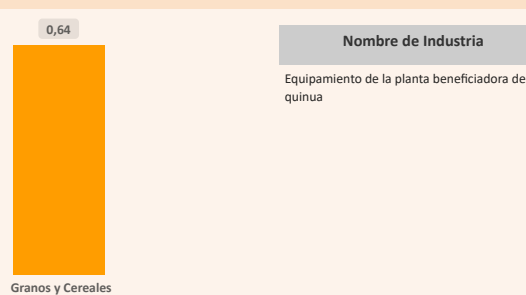 0,64
Granos y Cereales
Nombre de Industria
Equipamiento de la planta beneficiadora de
quinua